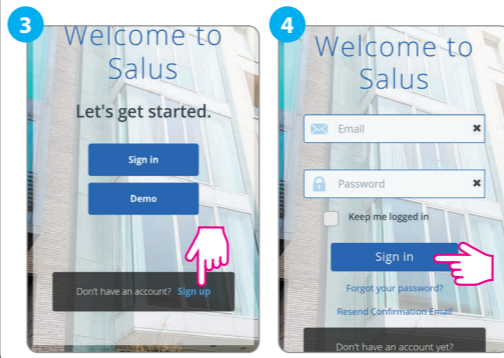 3
Welcome to
Salus
Let's get started.
Sign in
Demo
Don't have an account? Sign up
4
Welcome to
Salus
Email
Password
Keep me logged in
Sign in
Forgot your password?
Resend Confirmation Email
Don't have an account yet?